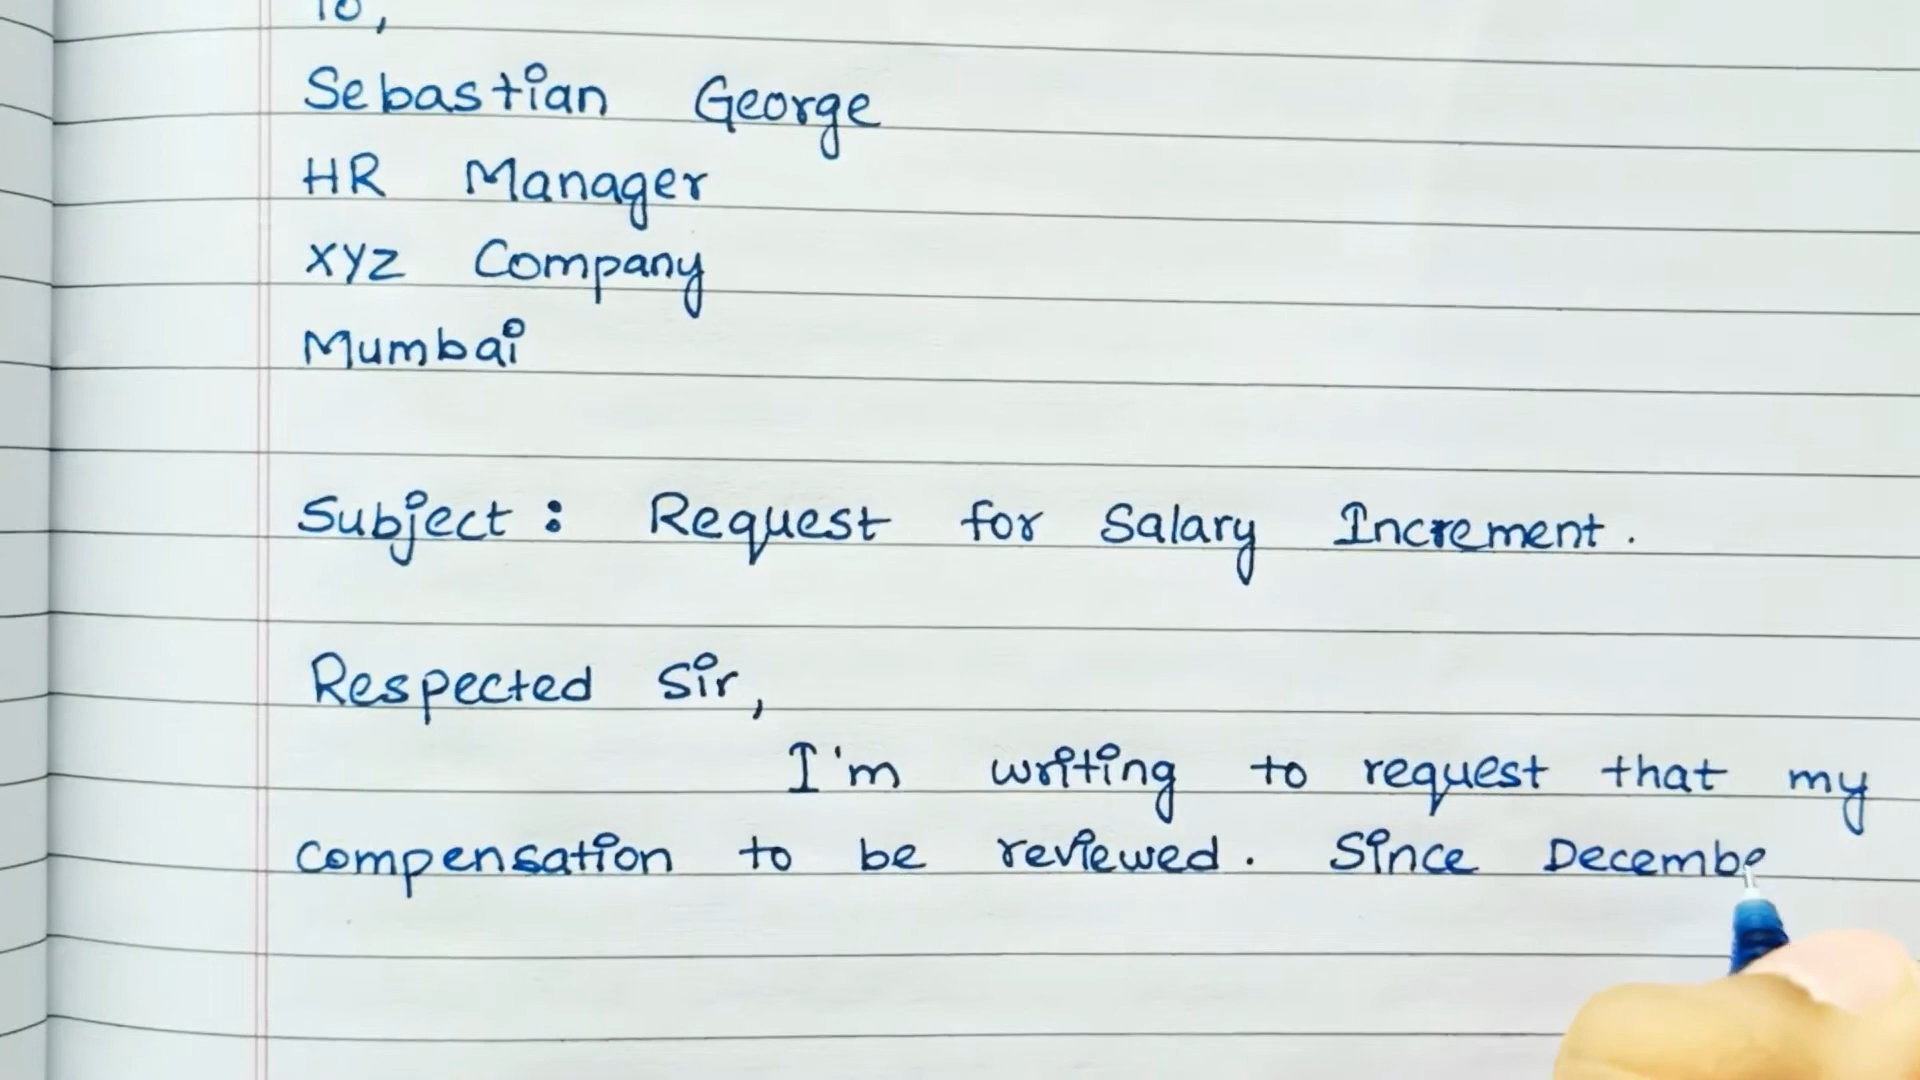 To,
Sebastian George
HR Manager
XYZ Company
Mumbai
Subject : Request for Salary Increment.
Respected Sir,
I'm writing to request that my
compensation to be reviewed. Since Decembe